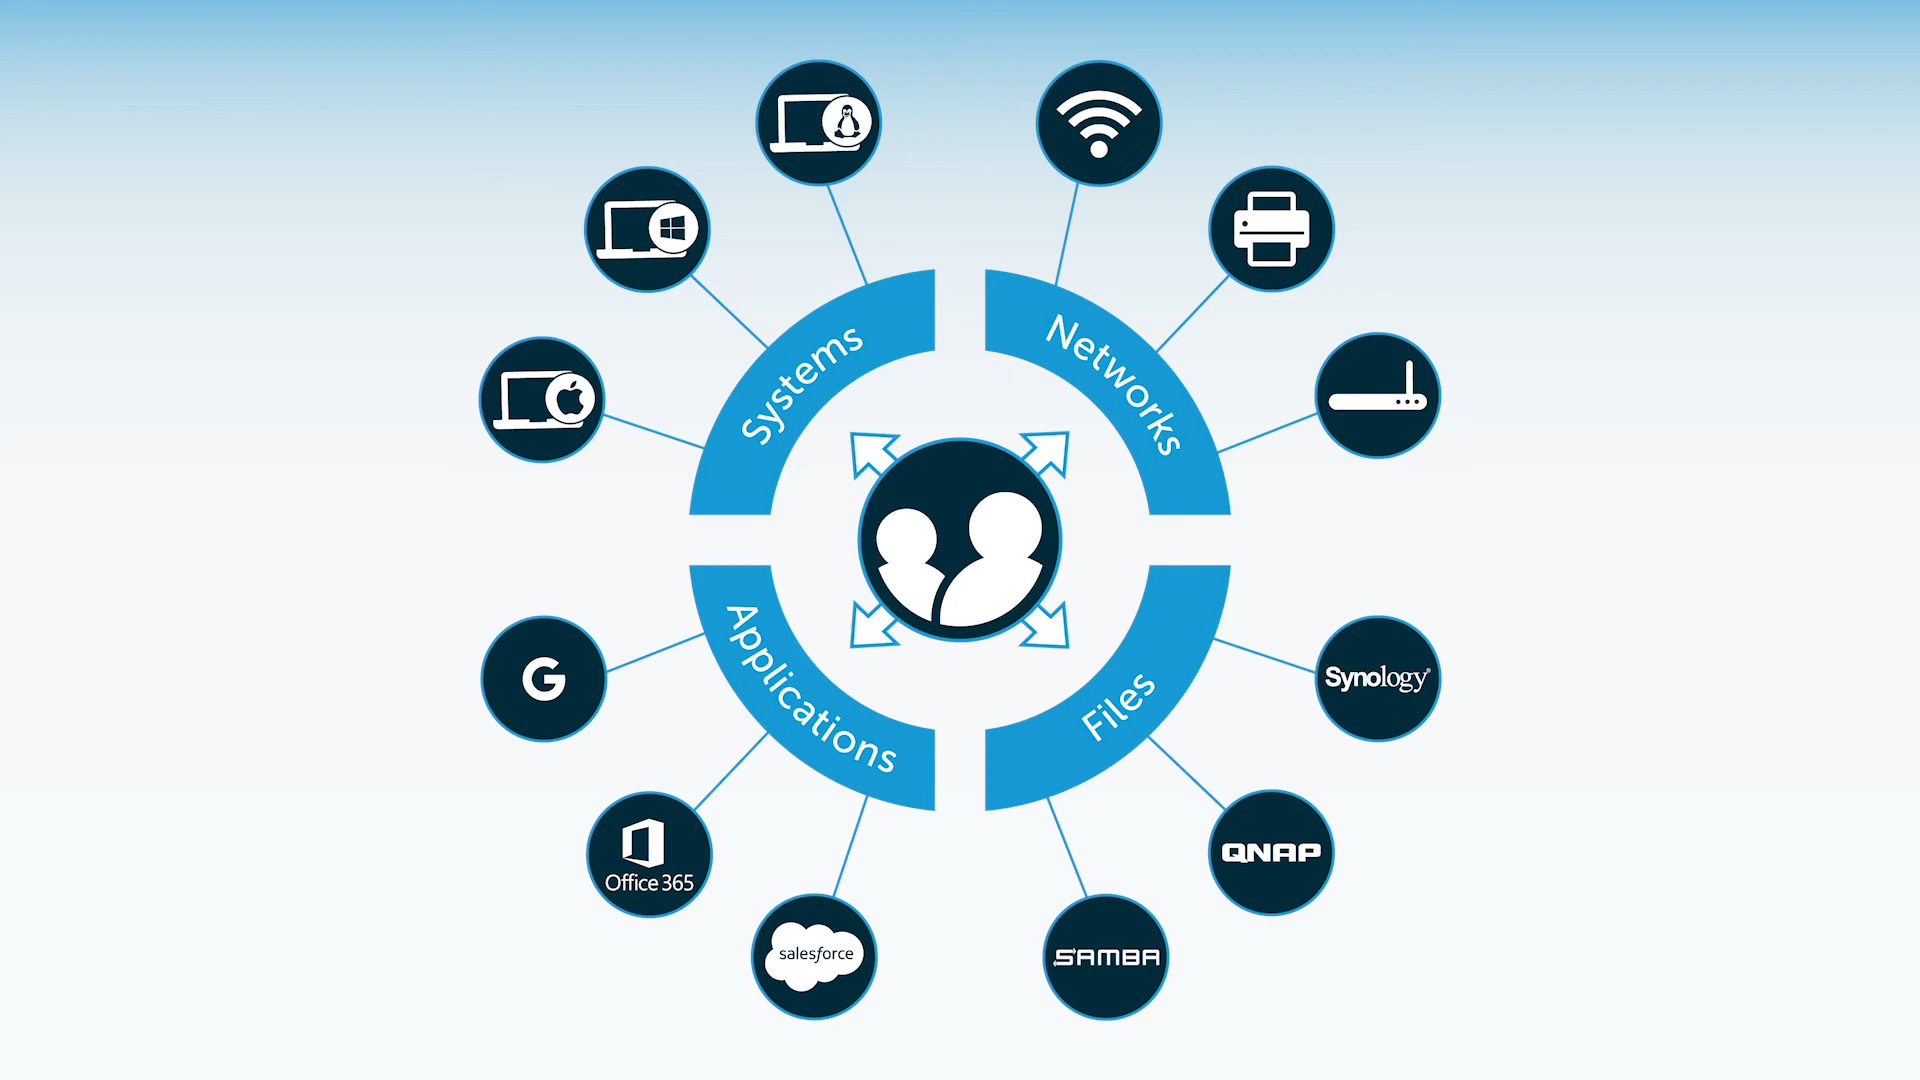 Systems
Networks
Applications
Files
G
Office 365
salesforce
Synology®
QNAP
SAMBA